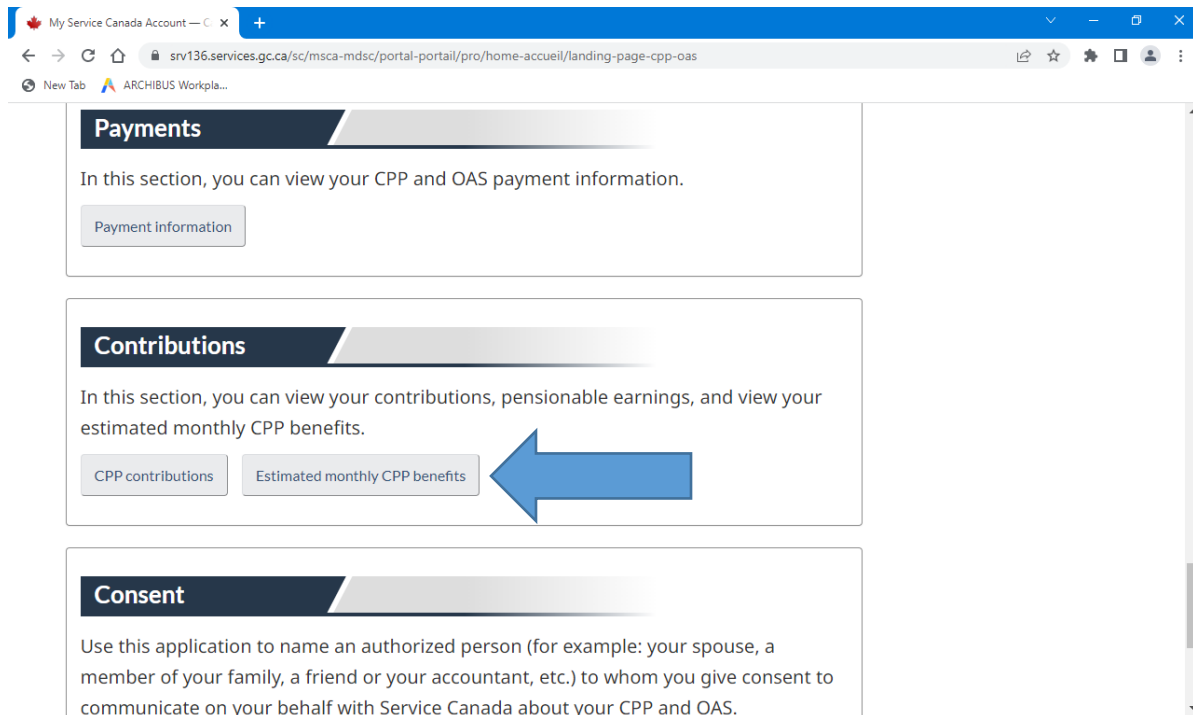 My Service Canada Account — C
srv136.services.gc.ca/sc/msca-mdsc/portal-portail/pro/home-accueil/landing-page-cpp-oas
New Tab ARCHIBUS Workpla...
Payments
In this section, you can view your CPP and OAS payment information.
Payment information
Contributions
In this section, you can view your contributions, pensionable earnings, and view your
estimated monthly CPP benefits.
CPP contributions Estimated monthly CPP benefits
Consent
Use this application to name an authorized person (for example: your spouse, a
member of your family, a friend or your accountant, etc.) to whom you give consent to
communicate on your behalf with Service Canada about your CPP and OAS.